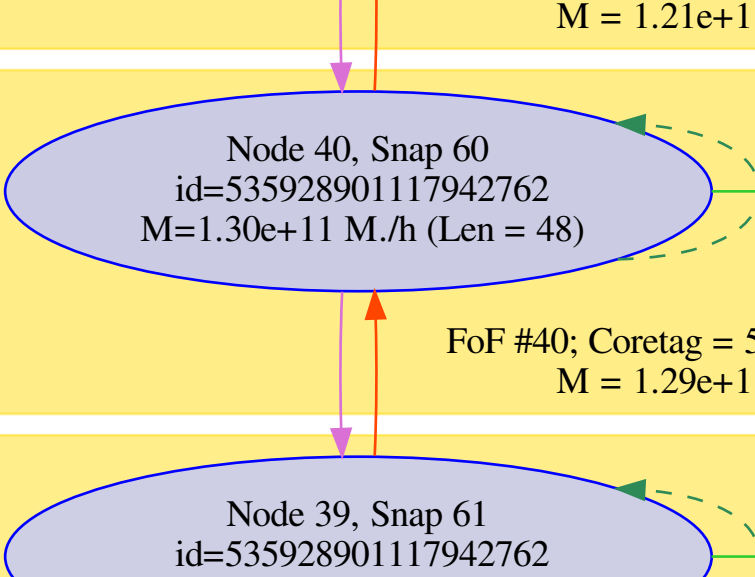 M = 1.21e+1
Node 40, Snap 60
id=535928901117942762
M=1.30e+11 M./h (Len = 48)
FoF #40; Coretag = 5
M = 1.29e+1
Node 39, Snap 61
id=535928901117942762